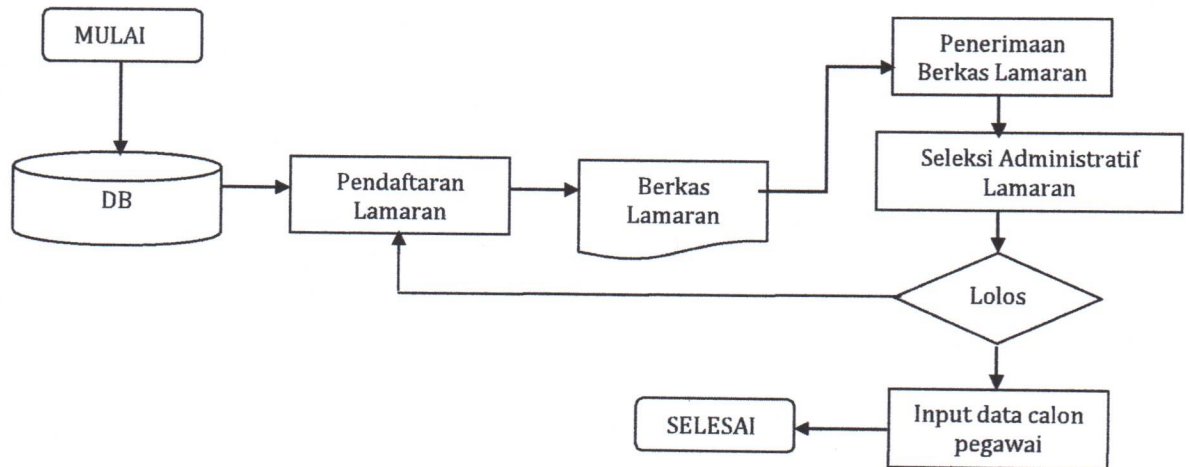 MULAI
DB
Pendaftaran
Lamaran
Berkas
Lamaran
Penerimaan
Berkas Lamaran
Seleksi Administratif
Lamaran
Lolos
Input data calon
pegawai
SELESAI